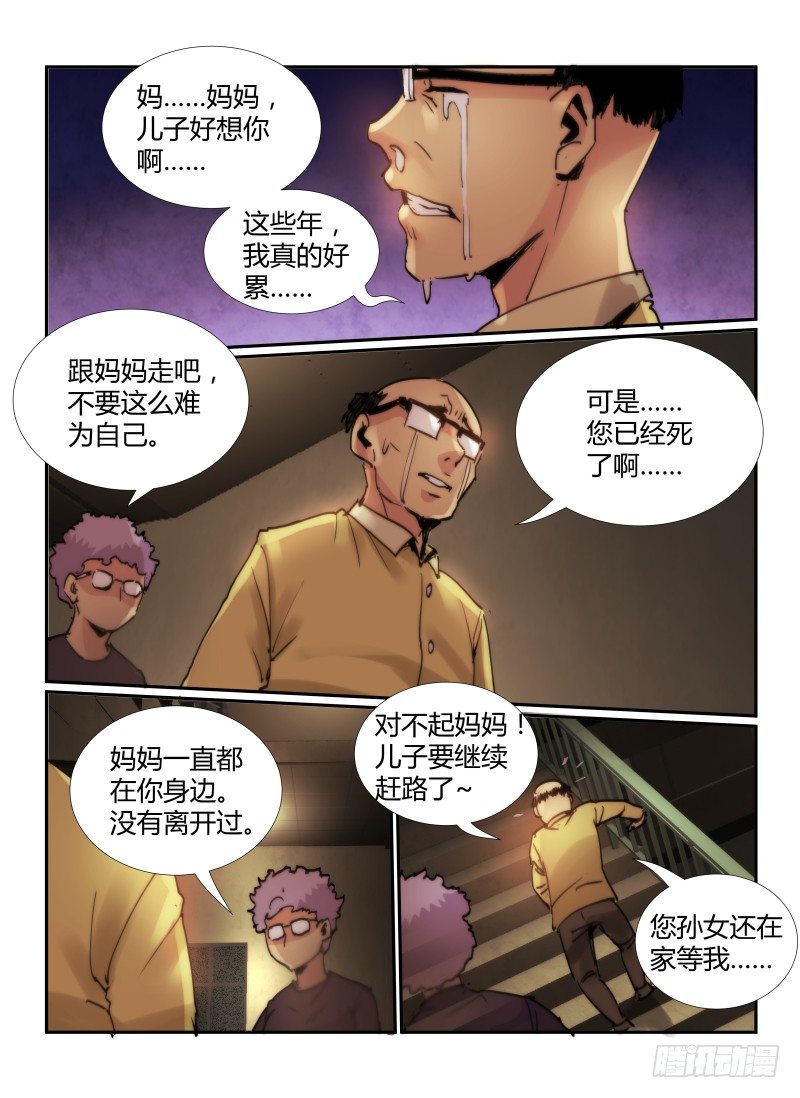 妈……妈妈，
儿子好想你
啊……
这些年，
我真的好
累……
跟妈妈走吧，
不要这么难
为自己。
可是……
您已经死
了啊……
妈妈一直都
在你身边。
没有离开过。
对不起妈妈！
儿子要继续
赶路了~
您孙女还在
家等我……
腾讯动漫